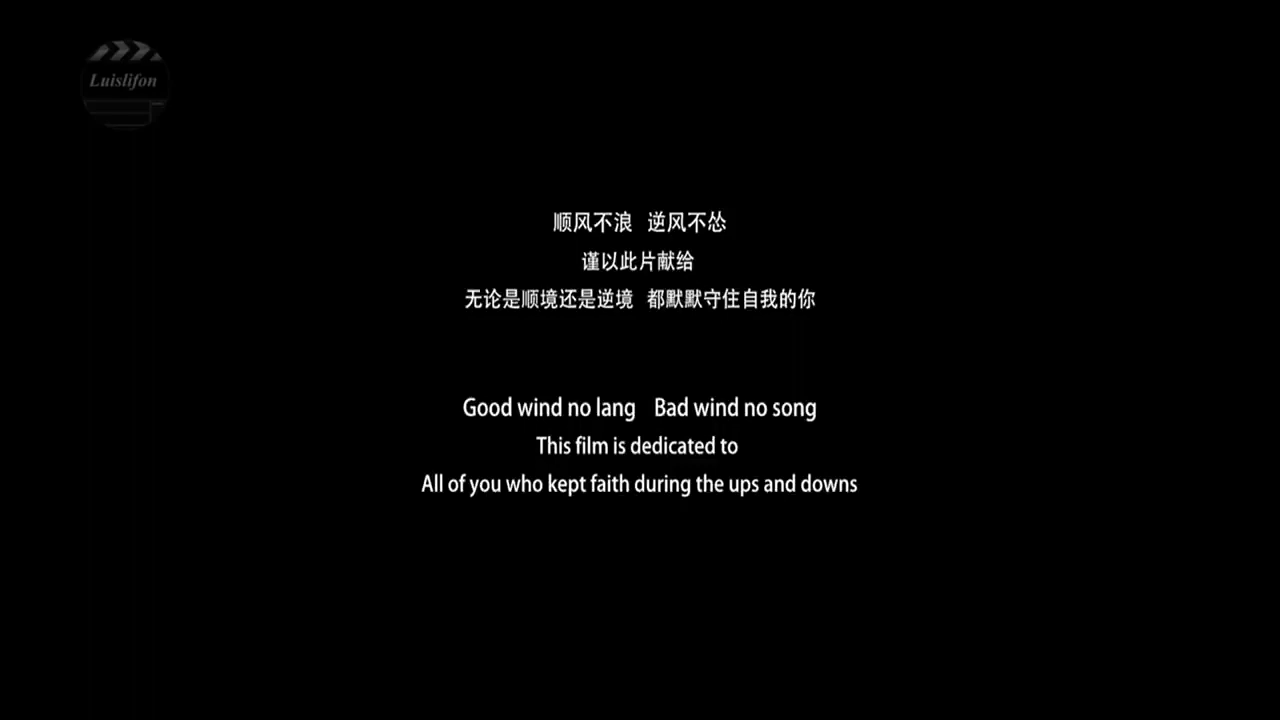 Luislifon
顺风不浪 逆风不怂
谨以此片献给
无论是顺境还是逆境 都默默守住自我的你
Good wind no lang Bad wind no song
This film is dedicated to
All of you who kept faith during the ups and downs